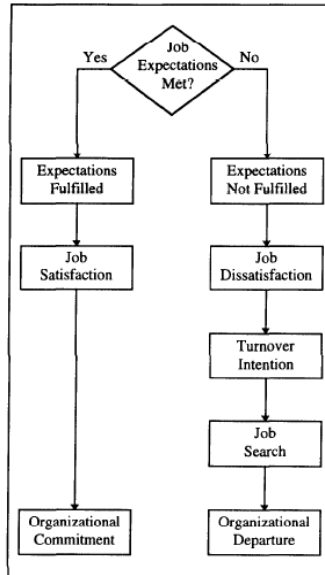 Job
Expectations
Met?
Yes
No
Expectations
Fulfilled
Expectations
Not Fulfilled
Job
Satisfaction
Job
Dissatisfaction
Turnover
Intention
Job
Search
Organizational
Commitment
Organizational
Departure